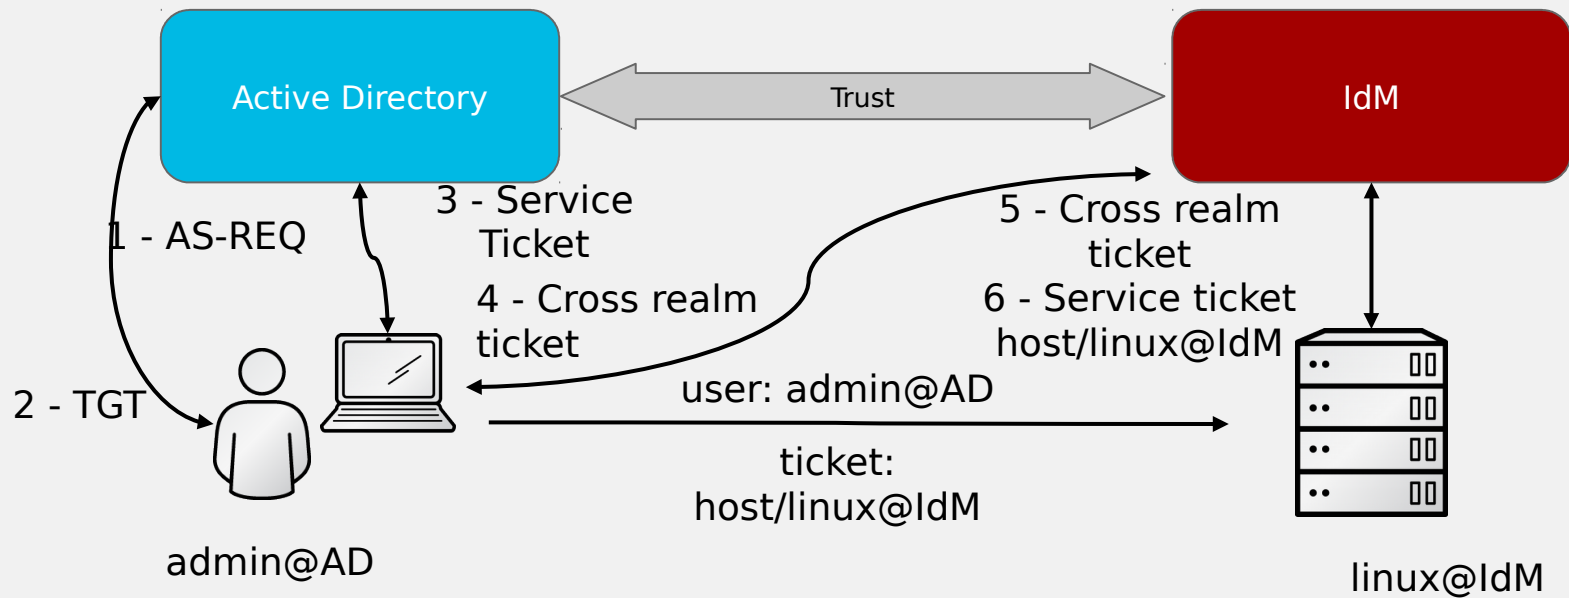 Active Directory
Trust
IdM
1 - AS-REQ
2 - TGT
3 - Service
Ticket
4 - Cross realm
ticket
5 - Cross realm
ticket
6 - Service ticket
host/linux@IdM
user: admin@AD
ticket:
host/linux@IdM
admin@AD
linux@IdM